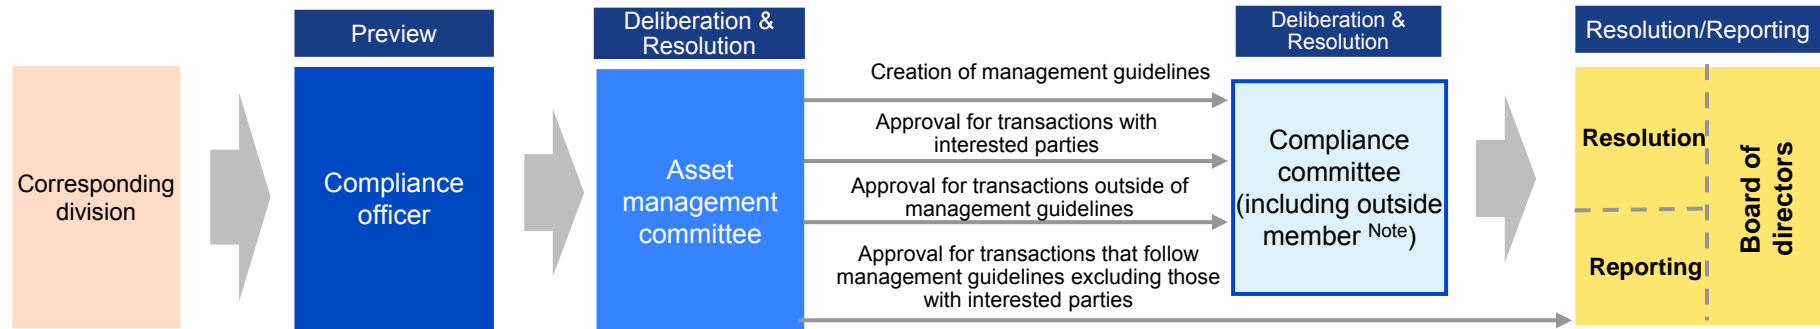 Preview
Deliberation &
Resolution
Deliberation &
Resolution
Resolution/Reporting
Corresponding
division
Compliance
officer
Asset
management
committee
Creation of management guidelines
Approval for transactions with
interested parties
Approval for transactions outside of
management guidelines
Approval for transactions that follow
management guidelines excluding those
with interested parties
Compliance
committee
(including outside
member Note)
Resolution
Reporting
Board of
directors